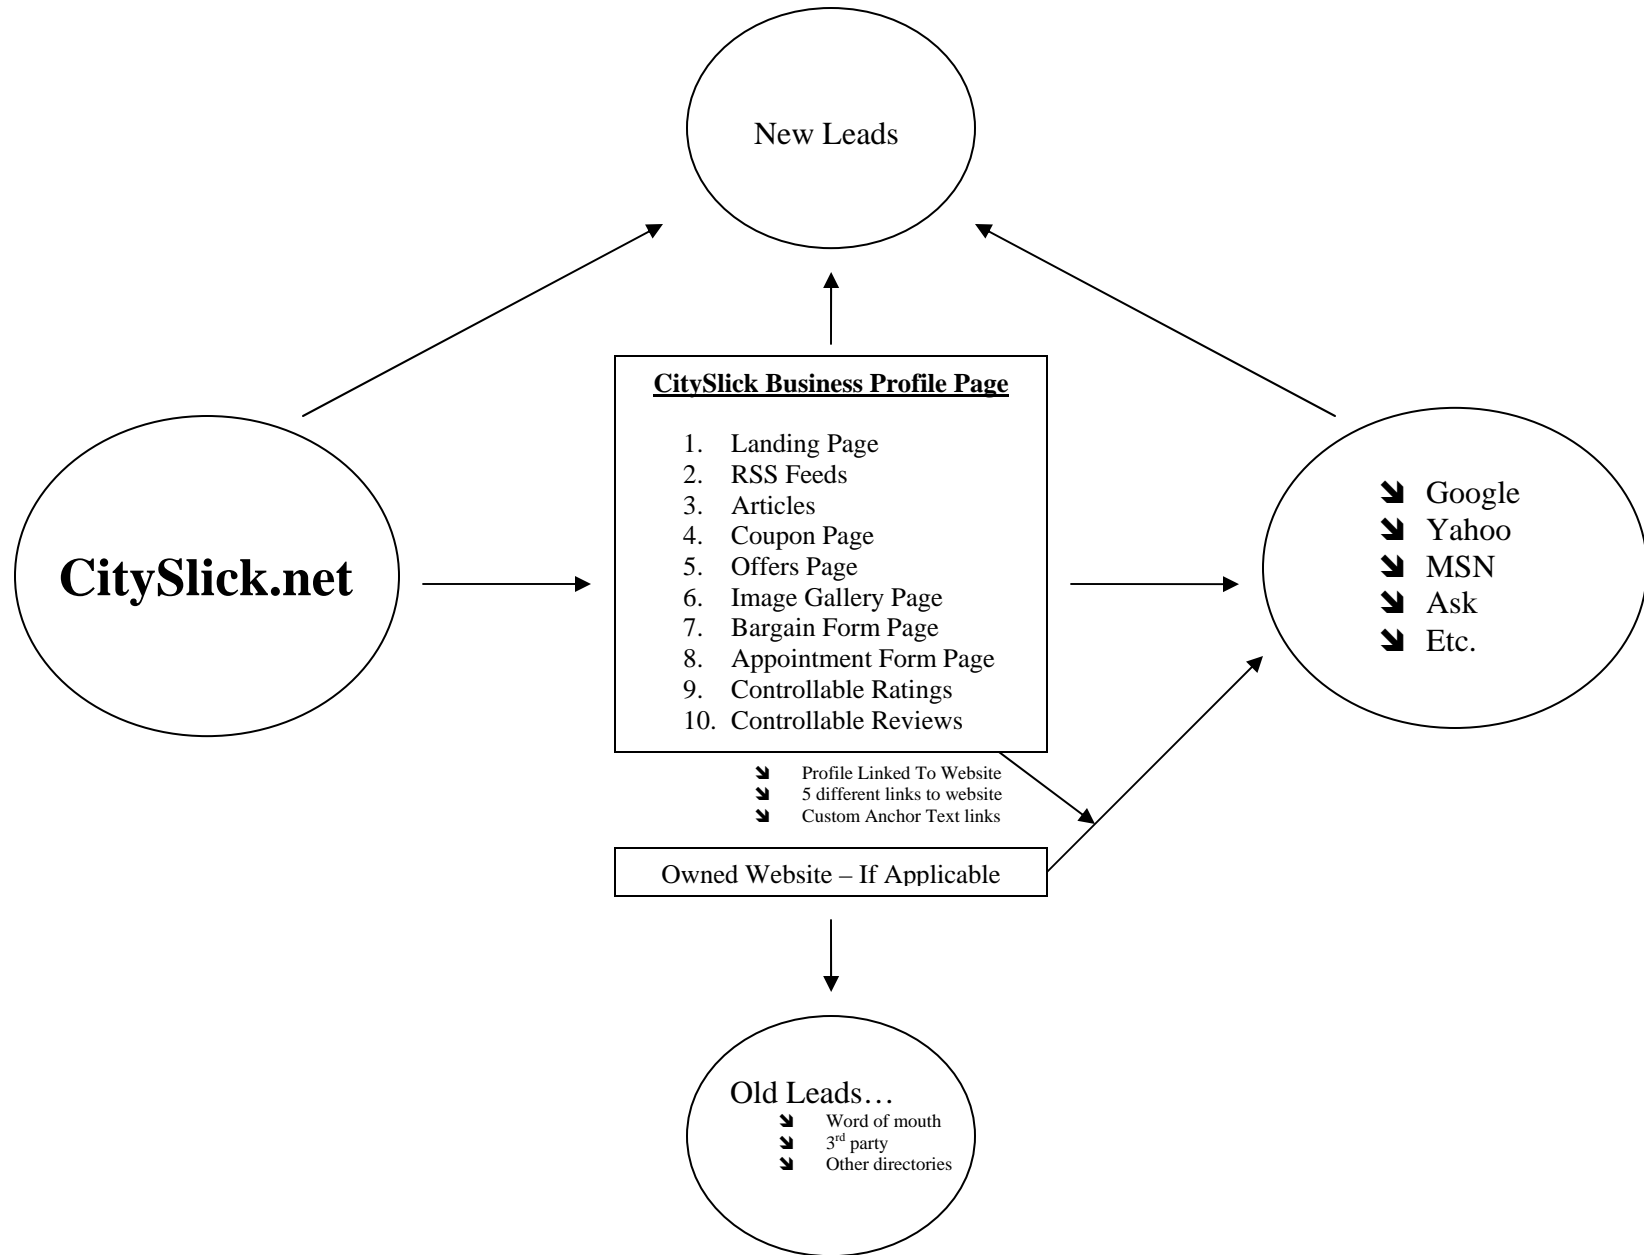 New Leads
CitySlick Business Profile Page
1. Landing Page
2. RSS Feeds
3. Articles
4. Coupon Page
5. Offers Page
6. Image Gallery Page
7. Bargain Form Page
8. Appointment Form Page
9. Controllable Ratings
10. Controllable Reviews
CitySlick.net
Google
Yahoo
MSN
Ask
Etc.
Profile Linked To Website
5 different links to website
Custom Anchor Text links
Owned Website – If Applicable
Old Leads…
Word of mouth
3rd party
Other directories